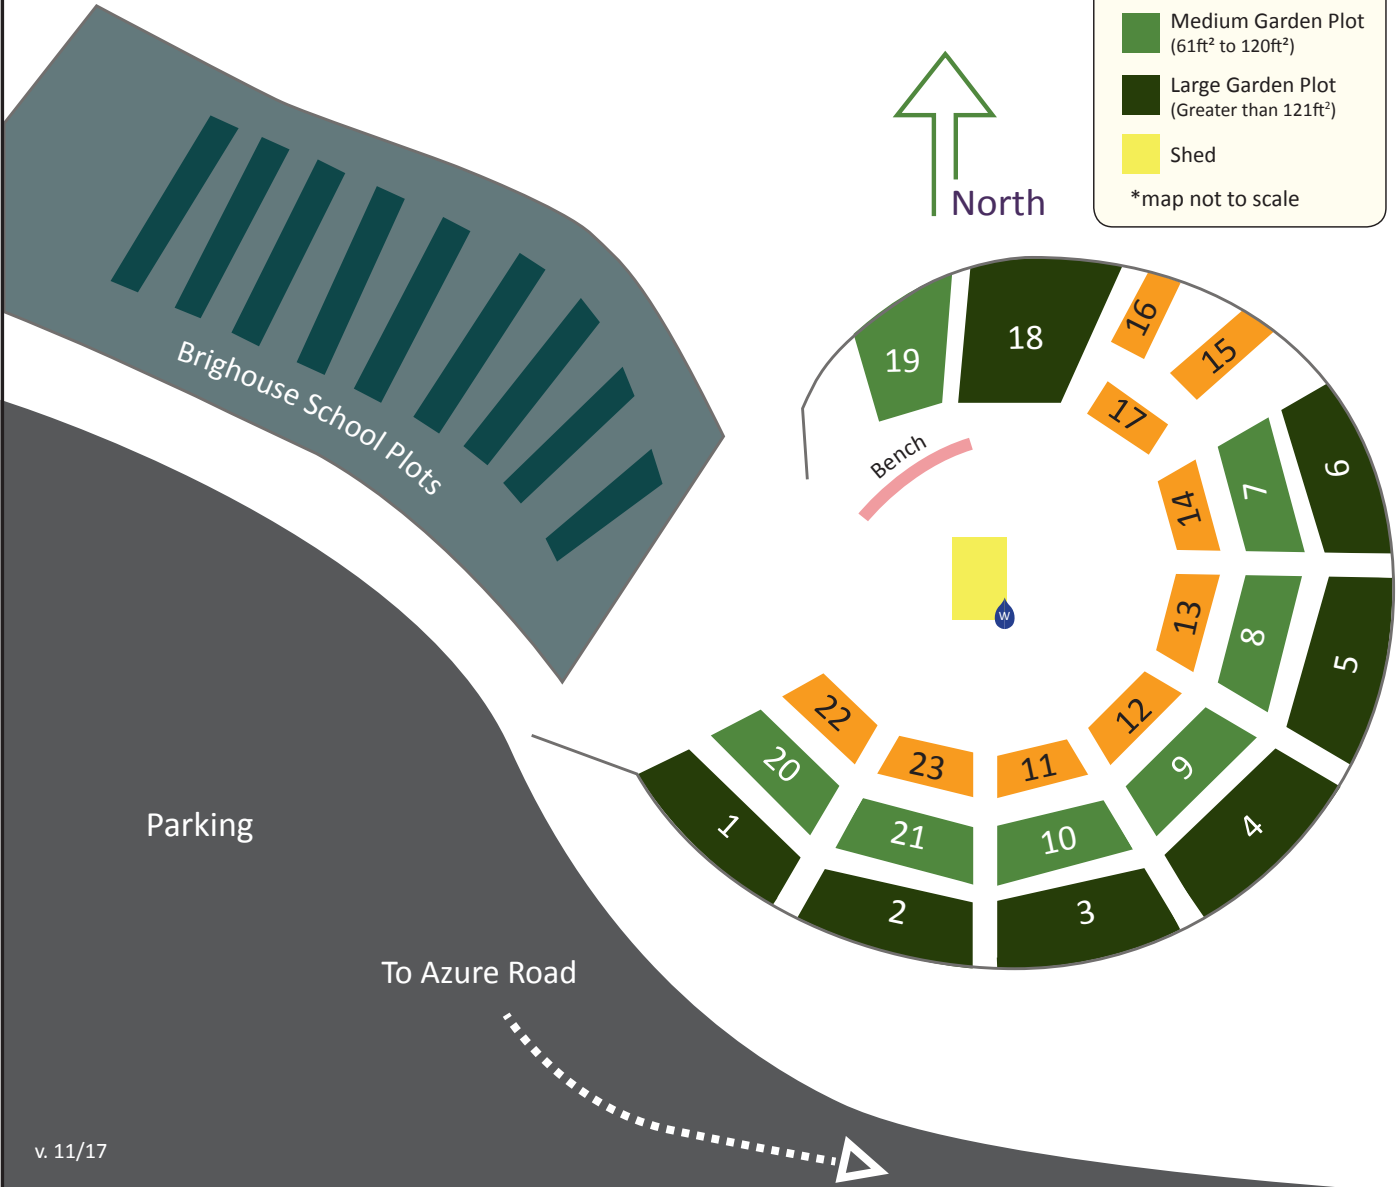 Medium Garden Plot
(61ft² to 120ft²)
Large Garden Plot
(Greater than 121ft²)
Shed
*map not to scale
North
Brighouse School Plots
16
18
15
19
17
Bench
6
7
14
W
13
8
5
22
12
20
23
11
9
1
21
10
4
2
3
Parking
To Azure Road
v. 11/17